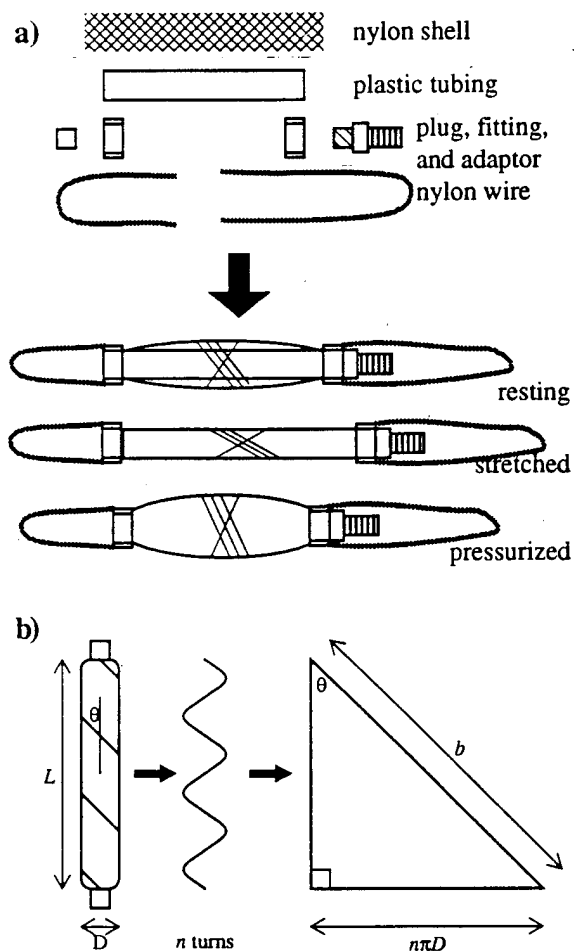 a)
nylon shell
plastic tubing
plug, fitting,
and adaptor
nylon wire
resting
stretched
pressurized
b)
θ
θ
b
L
D
n turns
nπD